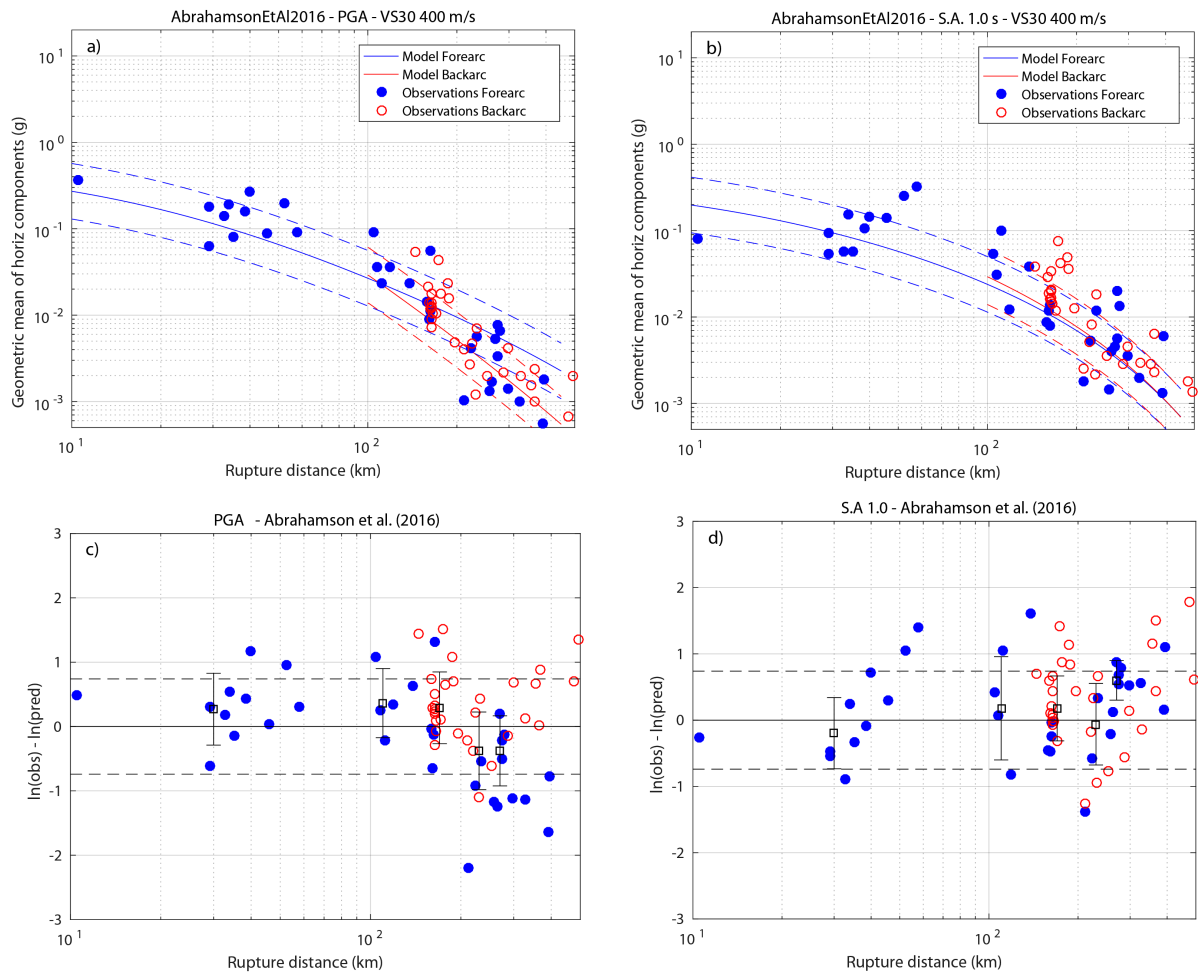 AbrahamsonEtAl2016 - PGA - VS30 400 m/s
a)
Model Forearc
Model Backarc
Observations Forearc
Observations Backarc
Geometric mean of horiz components (g)
10 1
10 0
10 -1
10 -2
10 -3
10 1
10 2
Rupture distance (km)
AbrahamsonEtAl2016 - S.A. 1.0 s - VS30 400 m/s
b)
Model Forearc
Model Backarc
Observations Forearc
Observations Backarc
Geometric mean of horiz components (g)
10 1
10 0
10 -1
10 -2
10 -3
10 1
10 2
Rupture distance (km)
PGA - Abrahamson et al. (2016)
c)
ln(obs) - ln(pred)
3
2
1
0
-1
-2
-3
10 1
10 2
Rupture distance (km)
S.A 1.0 - Abrahamson et al. (2016)
d)
ln(obs) - ln(pred)
3
2
1
0
-1
-2
-3
10 1
10 2
Rupture distance (km)